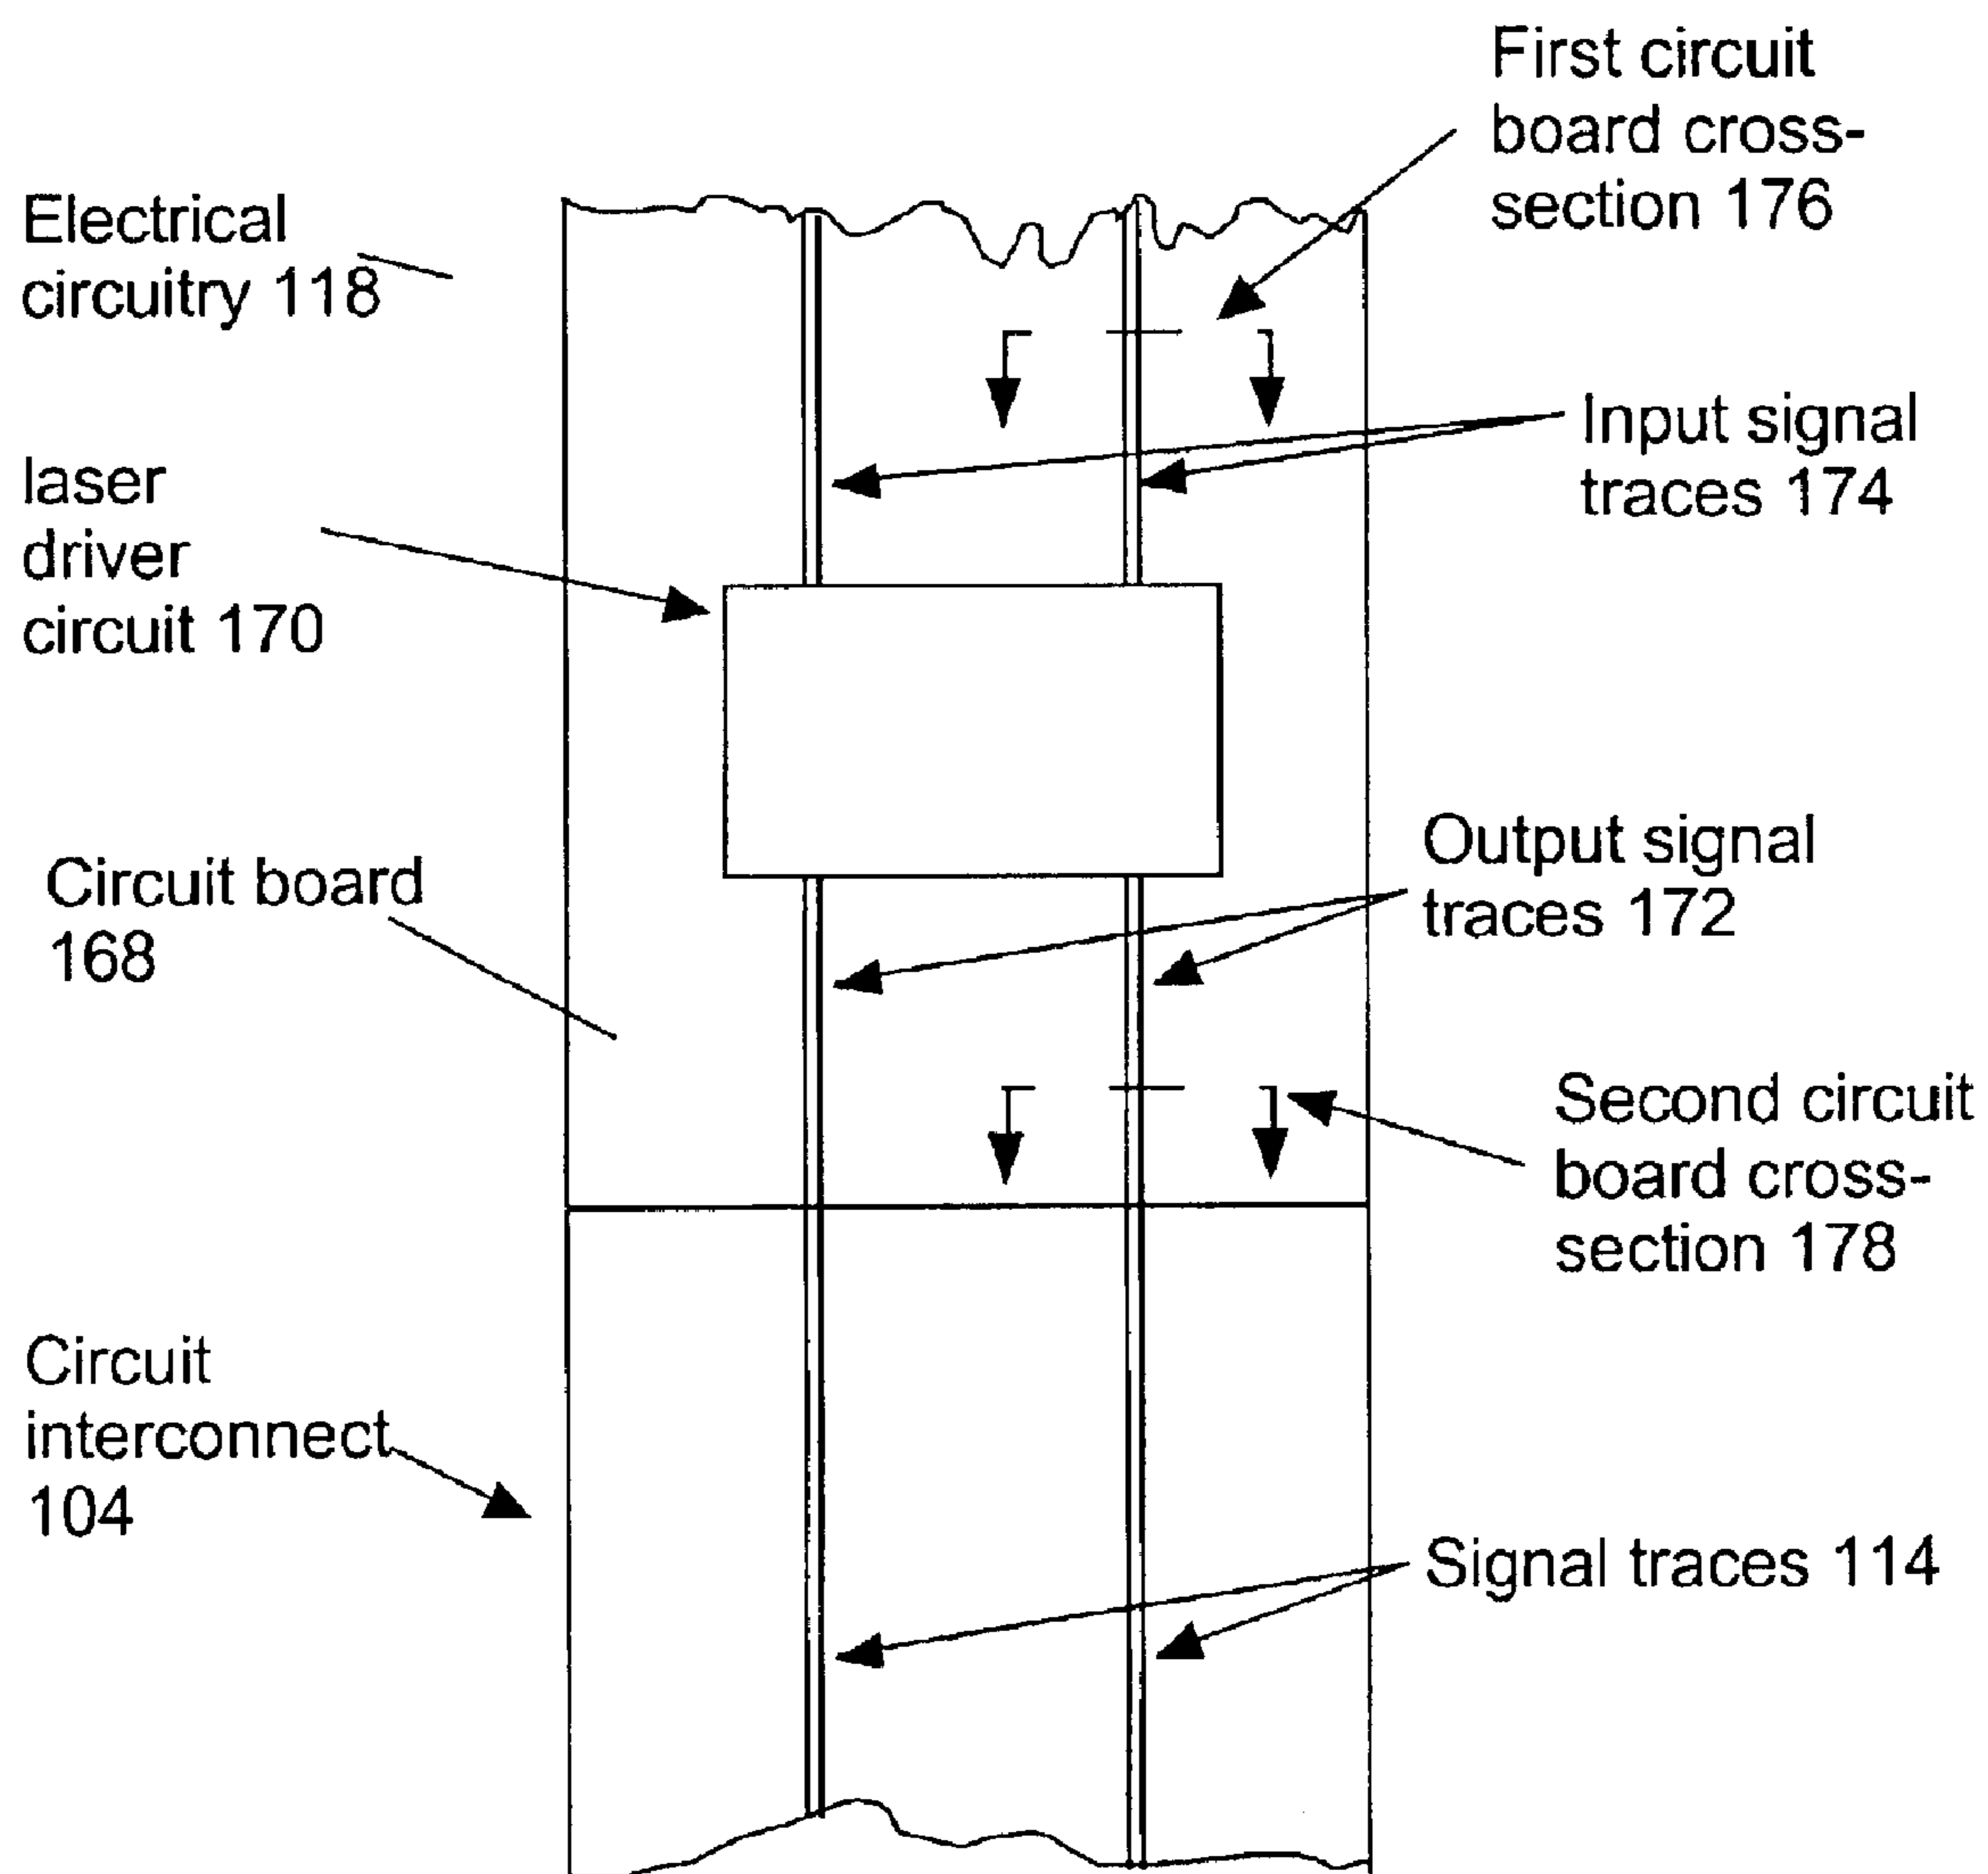 First circuit
board cross-
section 176
Electrical
circuitry 118
Input signal
traces 174
laser
driver
circuit 170
Output signal
traces 172
Circuit board
168
Second circuit
board cross-
section 178
Circuit
interconnect
104
Signal traces 114